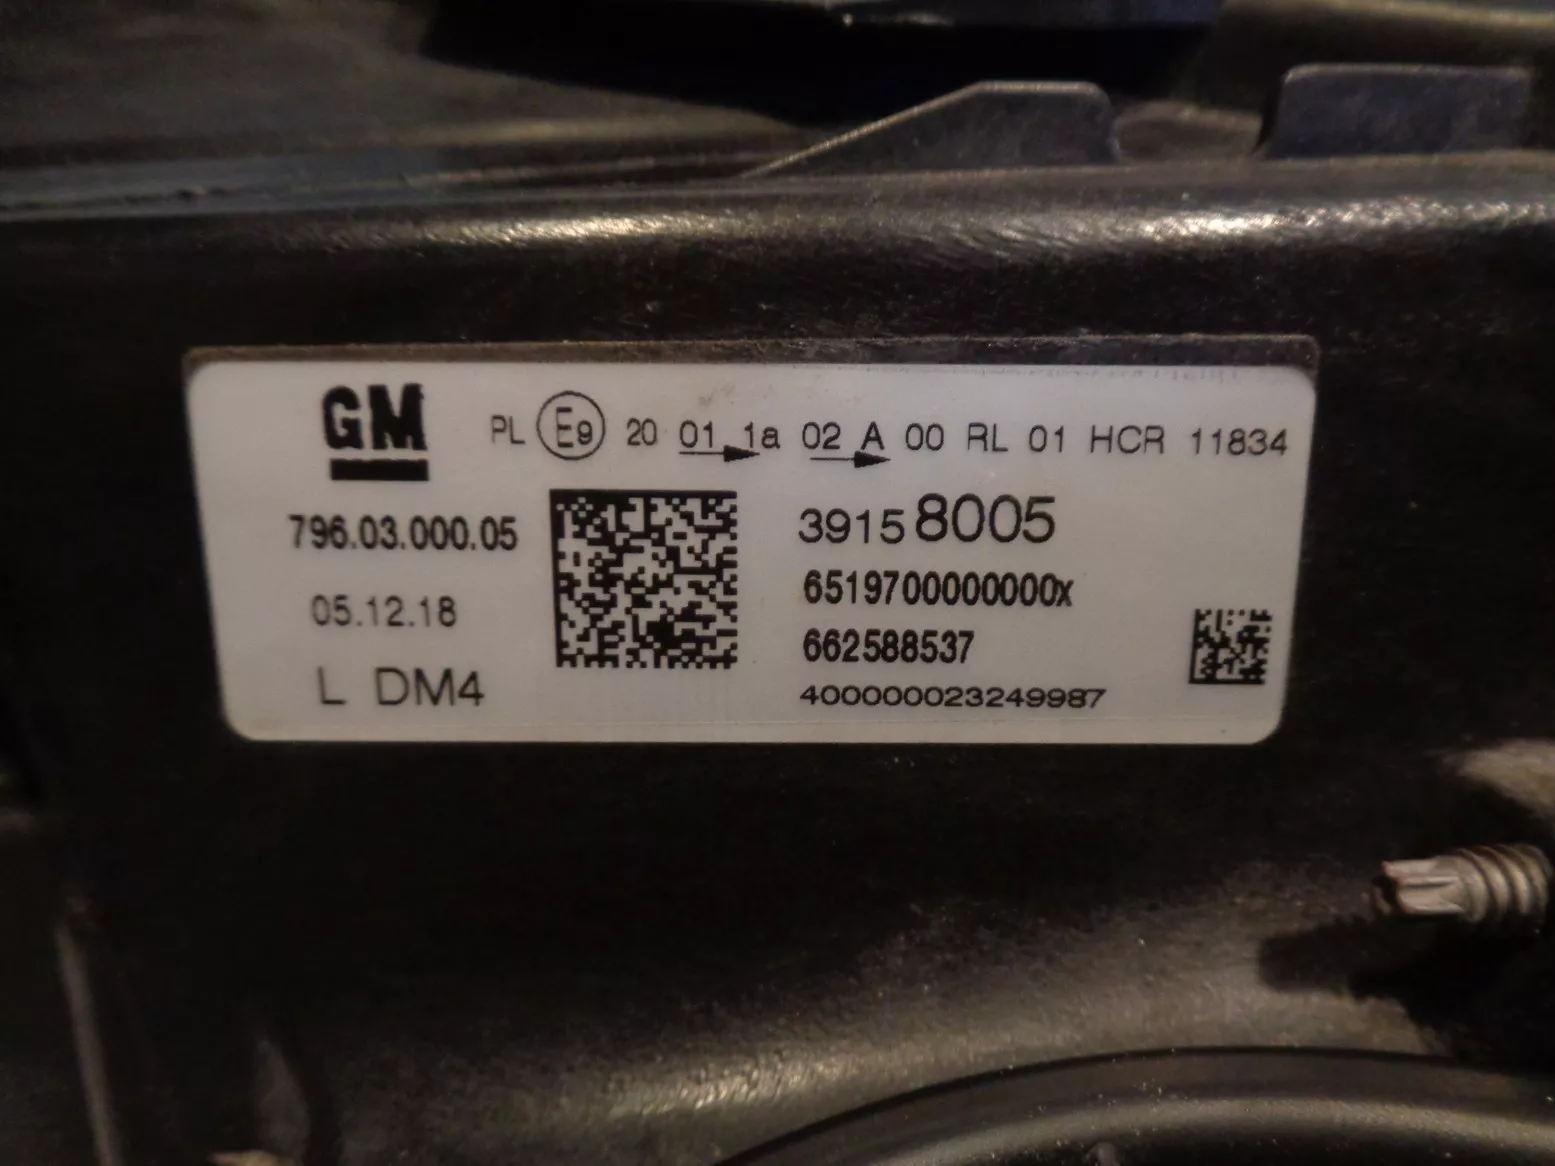 GM
PL E9 20 01 1a 02 A 00 RL 01 HCR 11834
796.03.000.05
39158005
05.12.18
6519700000000x
662588537
L DM4
400000023249987